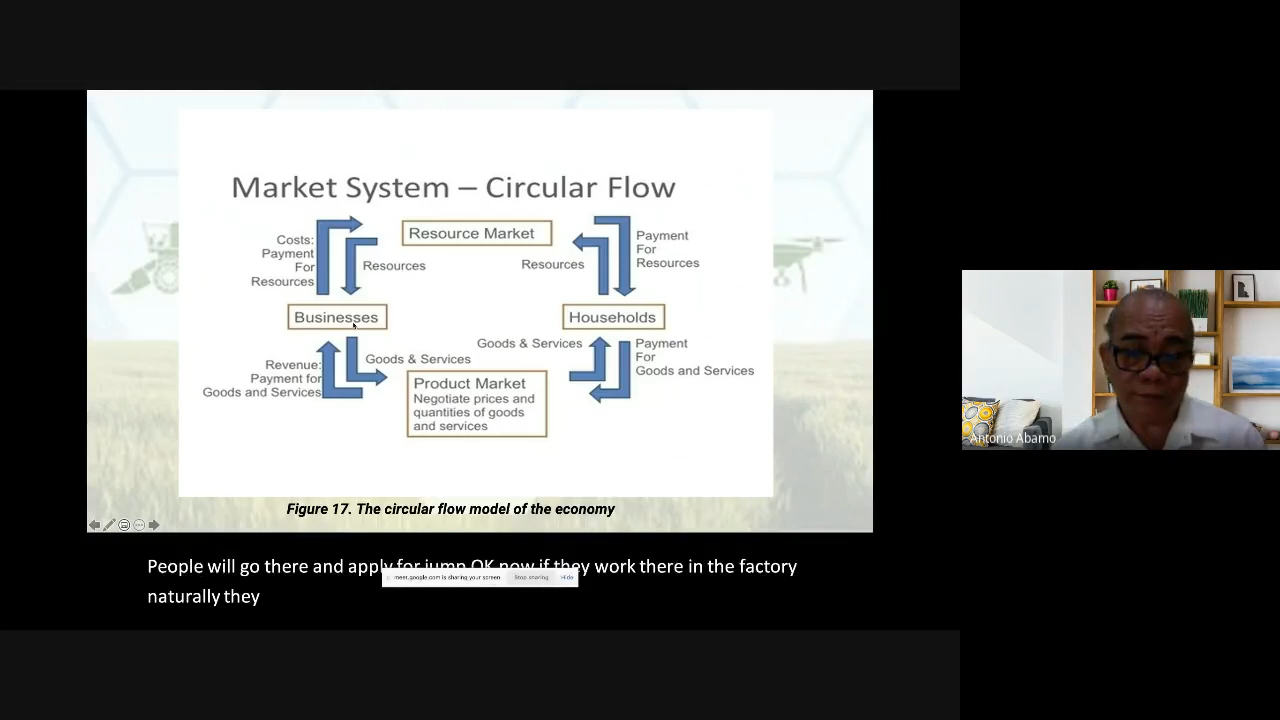 Market System – Circular Flow
Resource Market
Costs:
Payment
For
Resources
Resources
Resources
Payment
For
Resources
Businesses
Households
Revenue:
Payment for
Goods and Services
Goods & Services
Product Market
Negotiate prices and
quantities of goods
and services
Goods & Services
Payment
For
Goods and Services
Figure 17. The circular flow model of the economy
Antonio Abamo
People will go there and apply for jump OK now if they work there in the factory
naturally they
meet.google.com is sharing your screen
Stop sharing
Hide